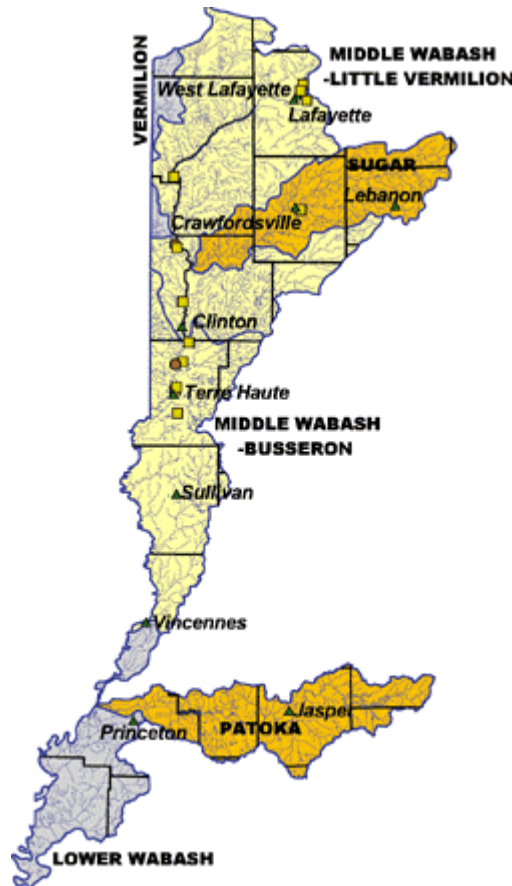 MIDDLE WABASH
-LITTLE VERMILION
VERMILION
West Lafayette
Lafayette
SUGAR
Lebanon
Crawfordsville
Clinton
Terre Haute
MIDDLE WABASH
-BUSSERON
Sullivan
Vincennes
Jasper
Princeton
PATOKA
LOWER WABASH